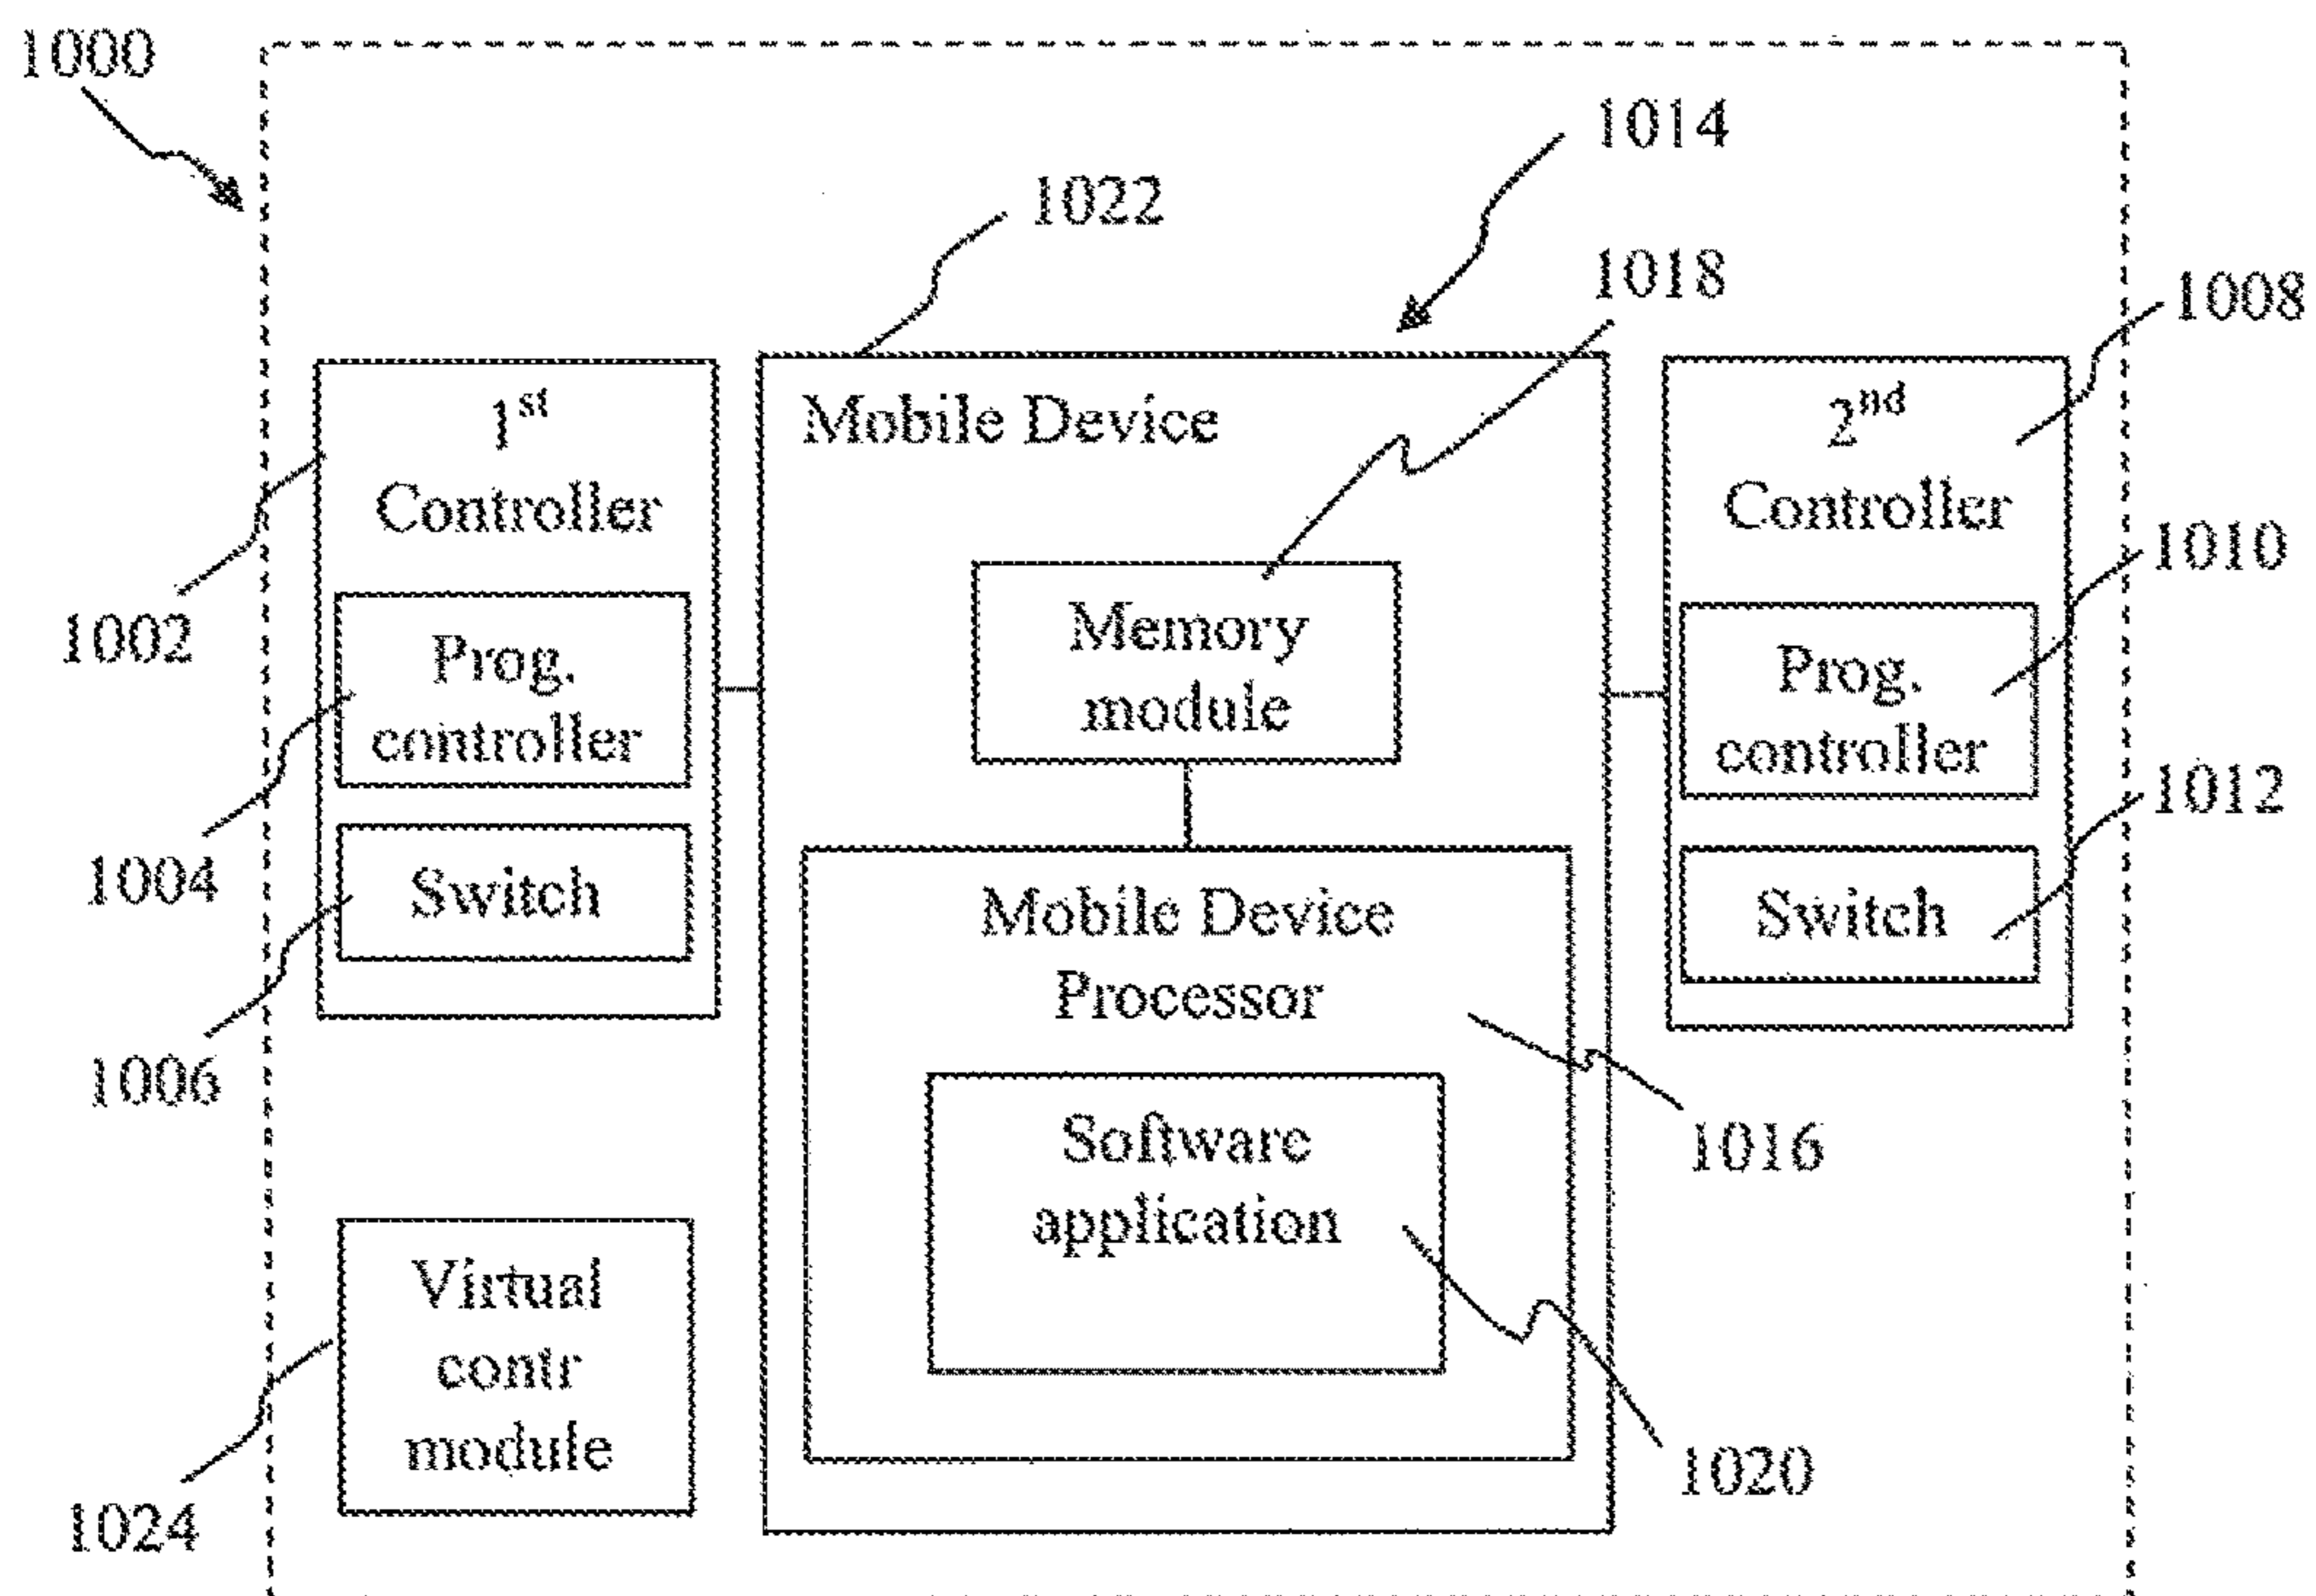 1000
1014
1022
1018
1008
1st
Controller
Mobile Device
2nd
Controller
1010
1002
Prog.
controller
Memory
module
Prog.
controller
1012
1004
Switch
Mobile Device
Processor
Switch
1006
Software
application
1016
Virtual
contr
module
1020
1024